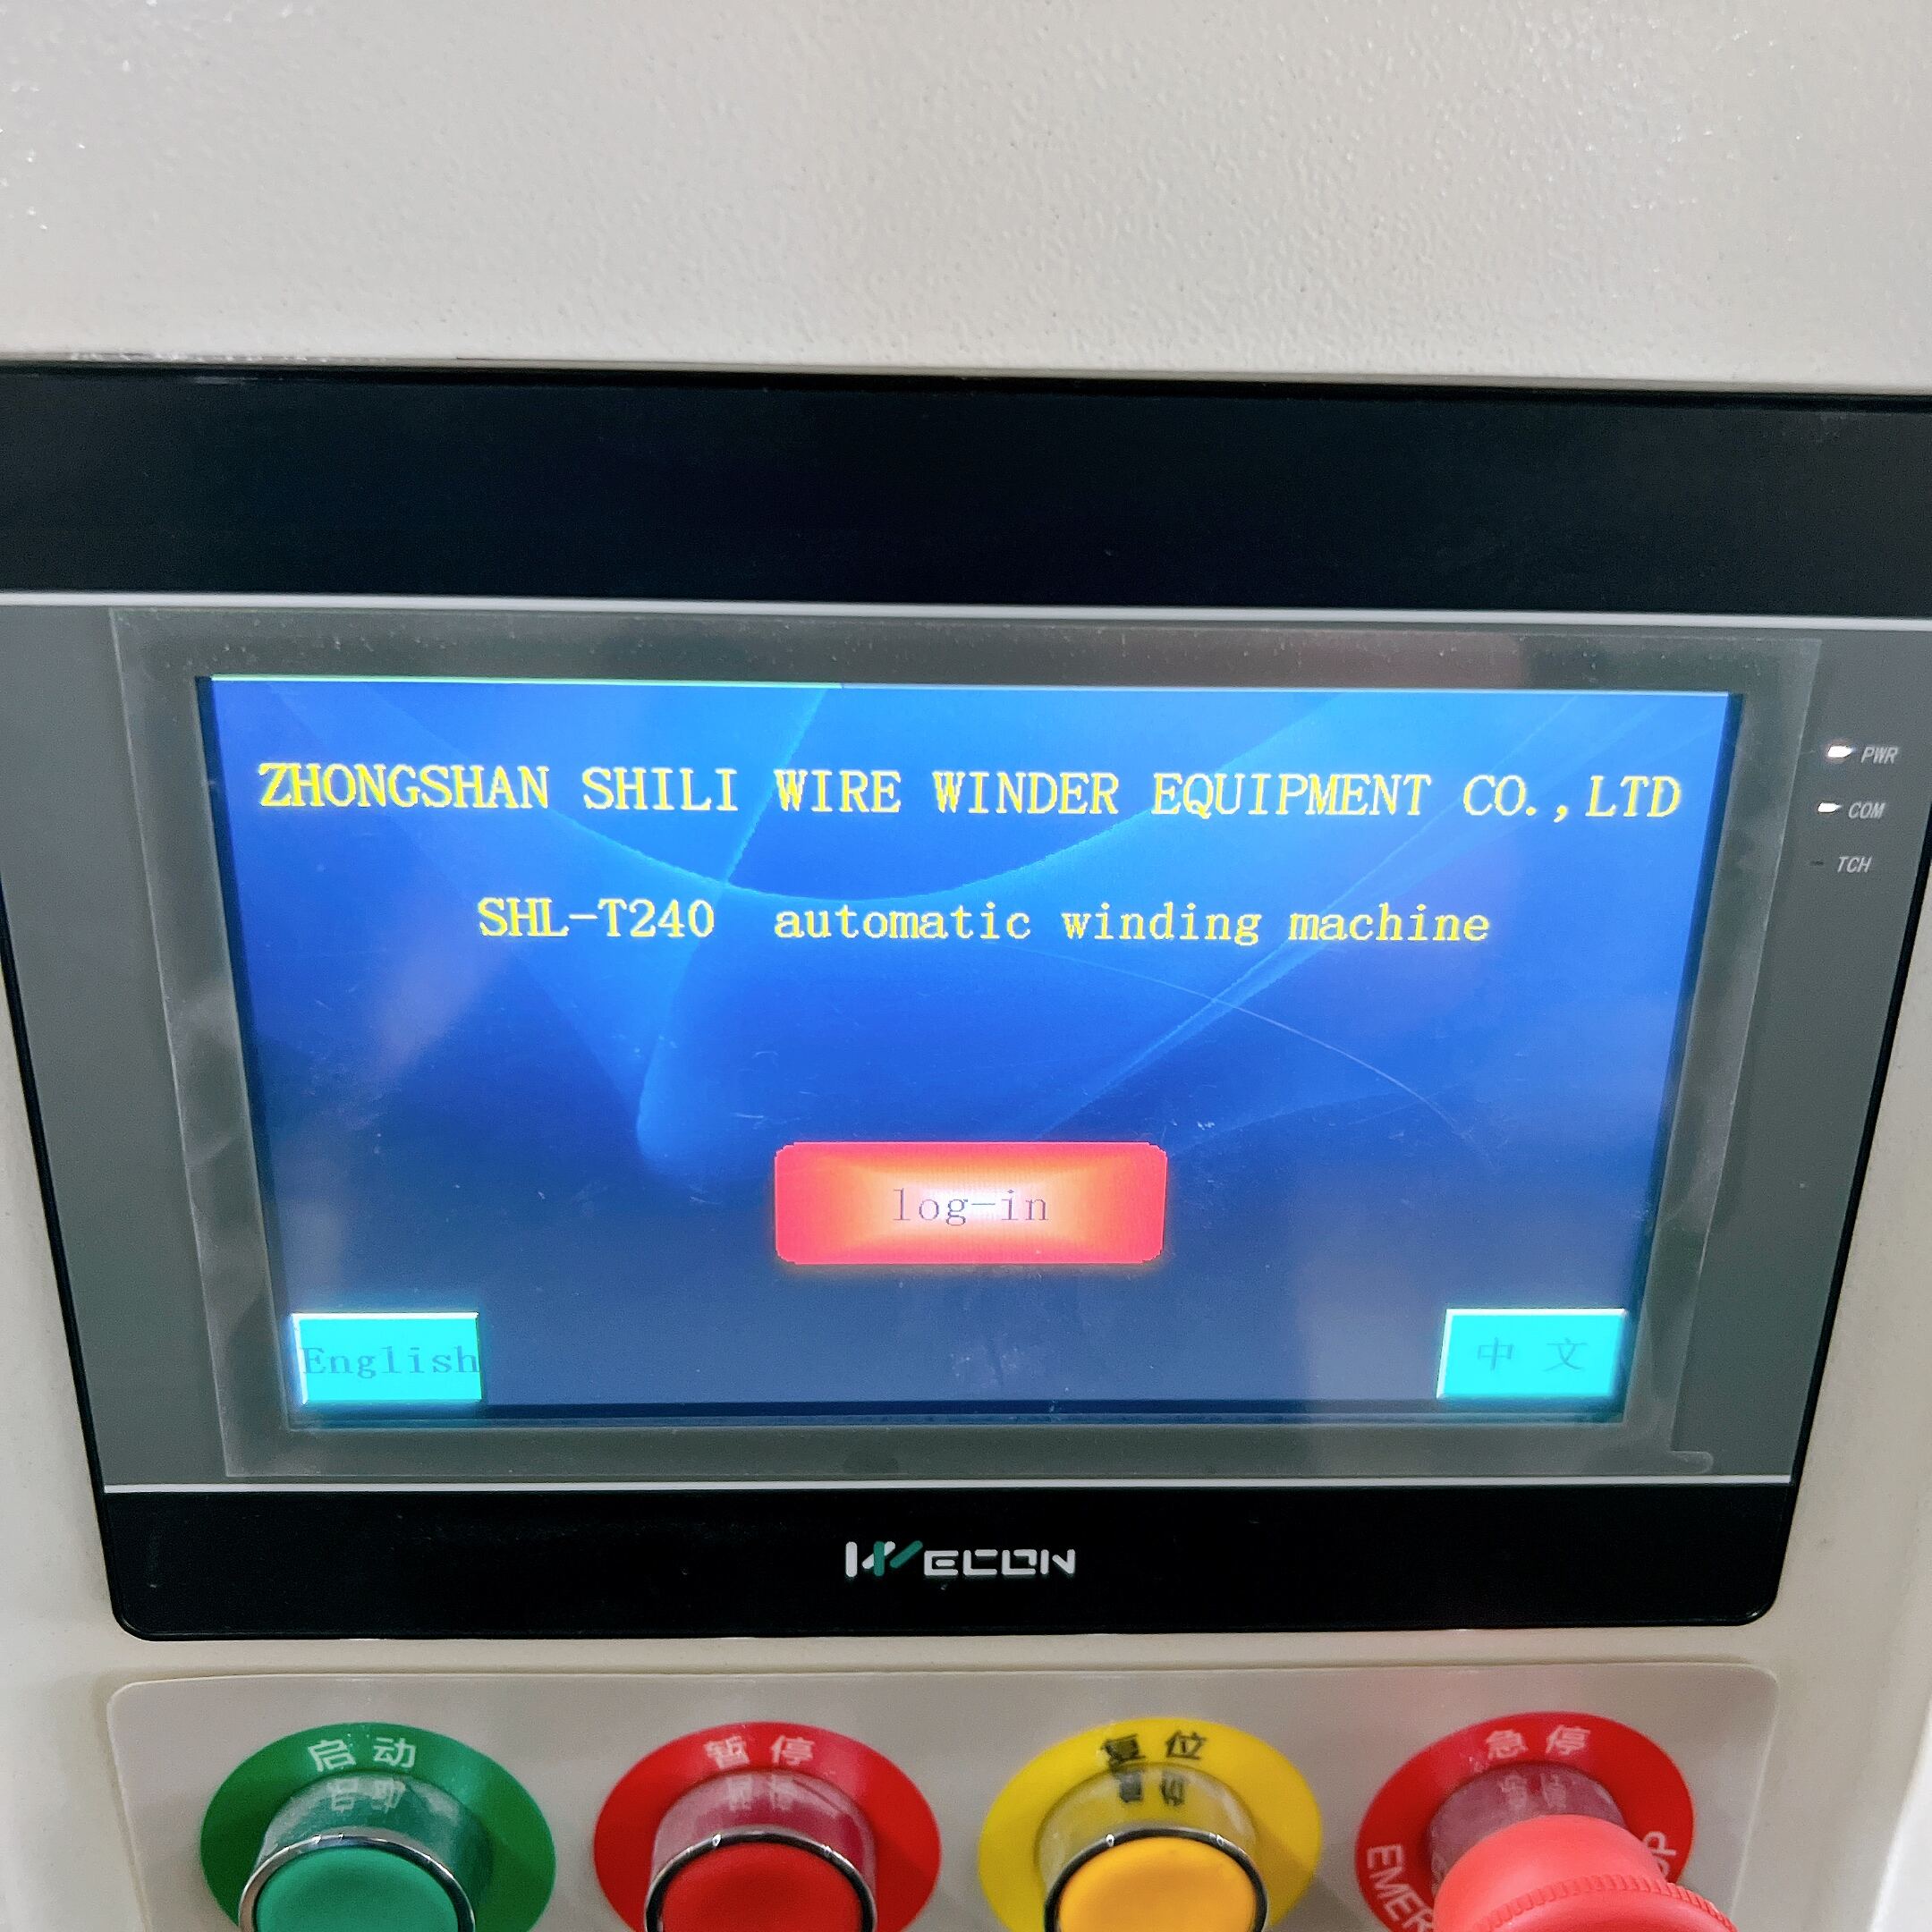 ZHONGSHAN SHILI WIRE WINDER EQUIPMENT CO.,LTD
SHL-T240 automatic winding machine
PWR
COM
TCH
log-in
English
中文
WECON
启动
暂停
复位
急停